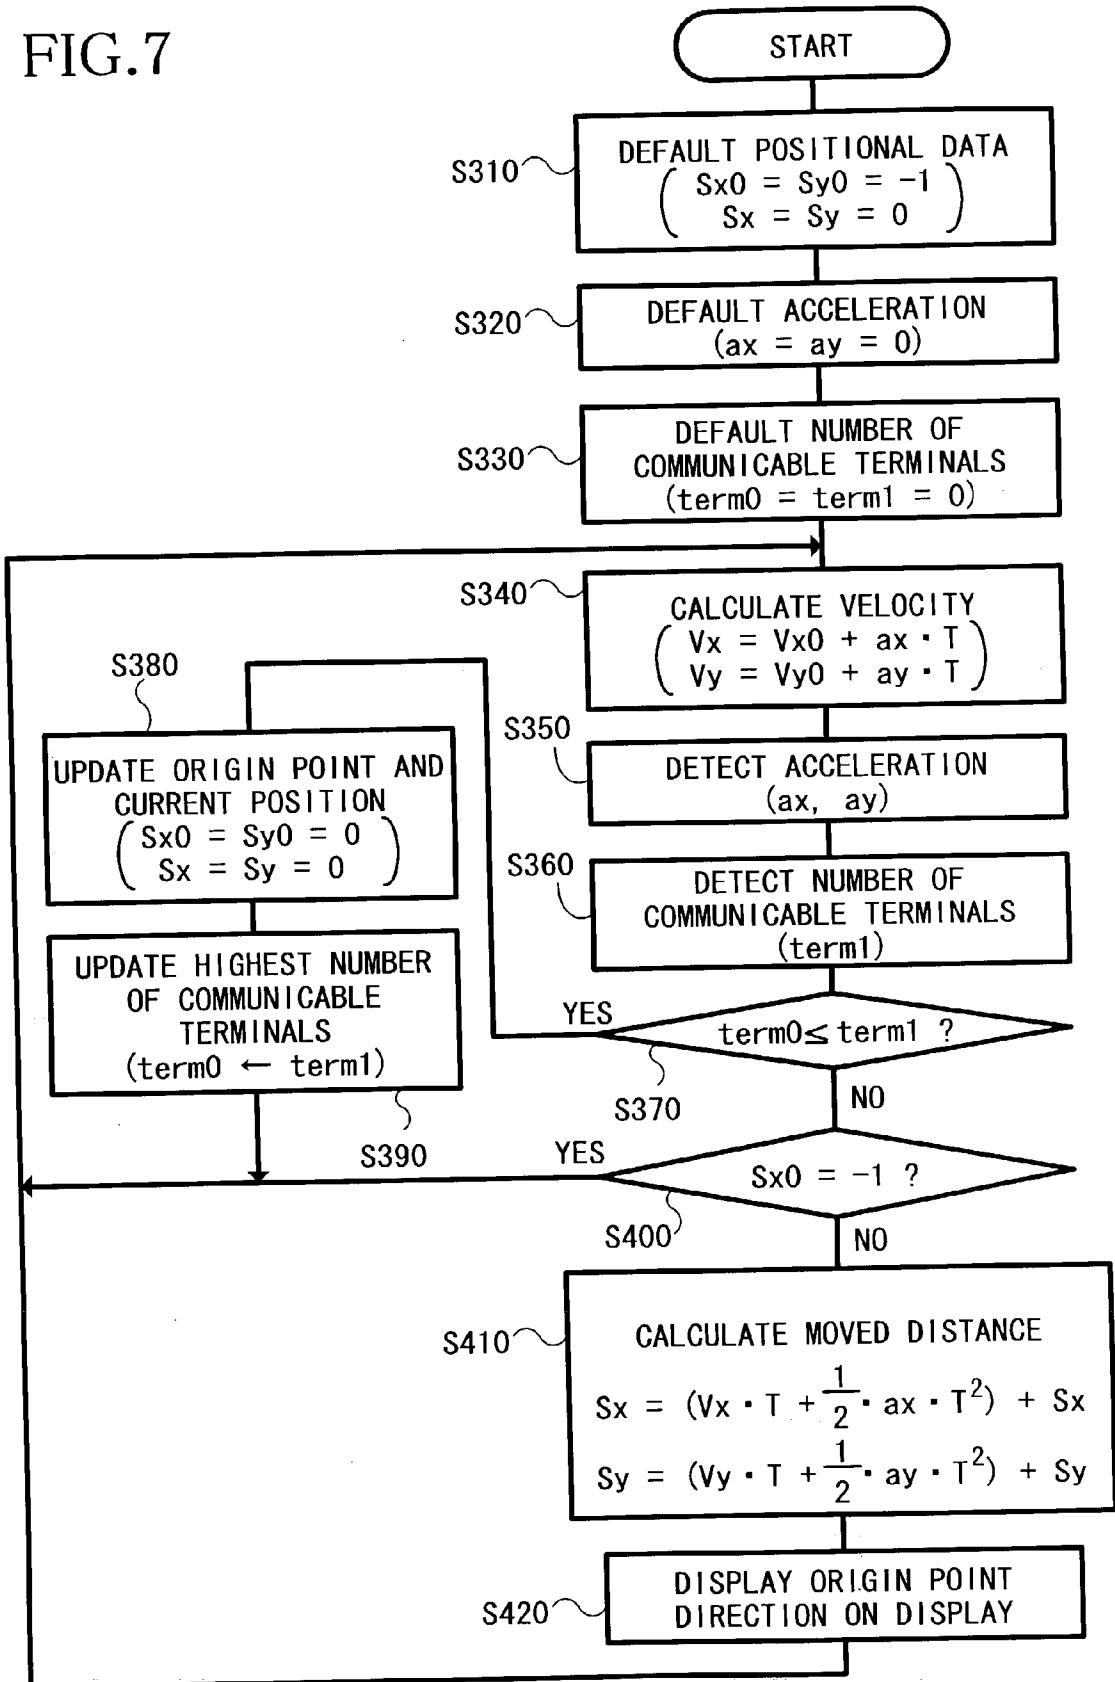 FIG.7
START
S310
DEFAULT POSITIONAL DATA
( Sx0 = Sy0 = -1
Sx = Sy = 0 )
S320
DEFAULT ACCELERATION
(ax = ay = 0)
S330
DEFAULT NUMBER OF
COMMUNICABLE TERMINALS
(term0 = term1 = 0)
S340
CALCULATE VELOCITY
( Vx = Vx0 + ax · T
Vy = Vy0 + ay · T )
S350
DETECT ACCELERATION
(ax, ay)
S360
DETECT NUMBER OF
COMMUNICABLE TERMINALS
(term1)
YES
term0 ≤ term1 ?
S370
NO
S380
UPDATE ORIGIN POINT AND
CURRENT POSITION
( Sx0 = Sy0 = 0
Sx = Sy = 0 )
UPDATE HIGHEST NUMBER
OF COMMUNICABLE
TERMINALS
(term0 ← term1)
S390
YES
Sx0 = -1 ?
S400
NO
S410
CALCULATE MOVED DISTANCE
Sx = (Vx · T + 1/2 · ax · T²) + Sx
Sy = (Vy · T + 1/2 · ay · T²) + Sy
S420
DISPLAY ORIGIN POINT
DIRECTION ON DISPLAY